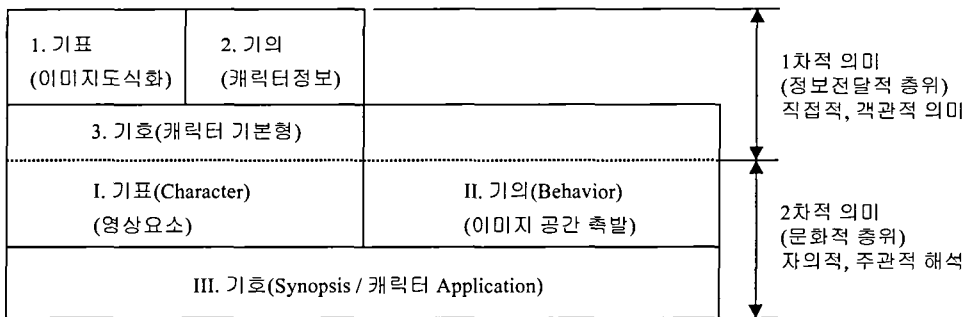 1. 기표
(이미지도식화)
2. 기의
(캐릭터정보)
3. 기호(캐릭터 기본형)
I. 기표(Character)
(영상요소)
II. 기의(Behavior)
(이미지 공간 촉발)
III. 기호(Synopsis / 캐릭터 Application)
1차적 의미
(정보전달적 층위)
직접적, 객관적 의미
2차적 의미
(문화적 층위)
자의적, 주관적 해석